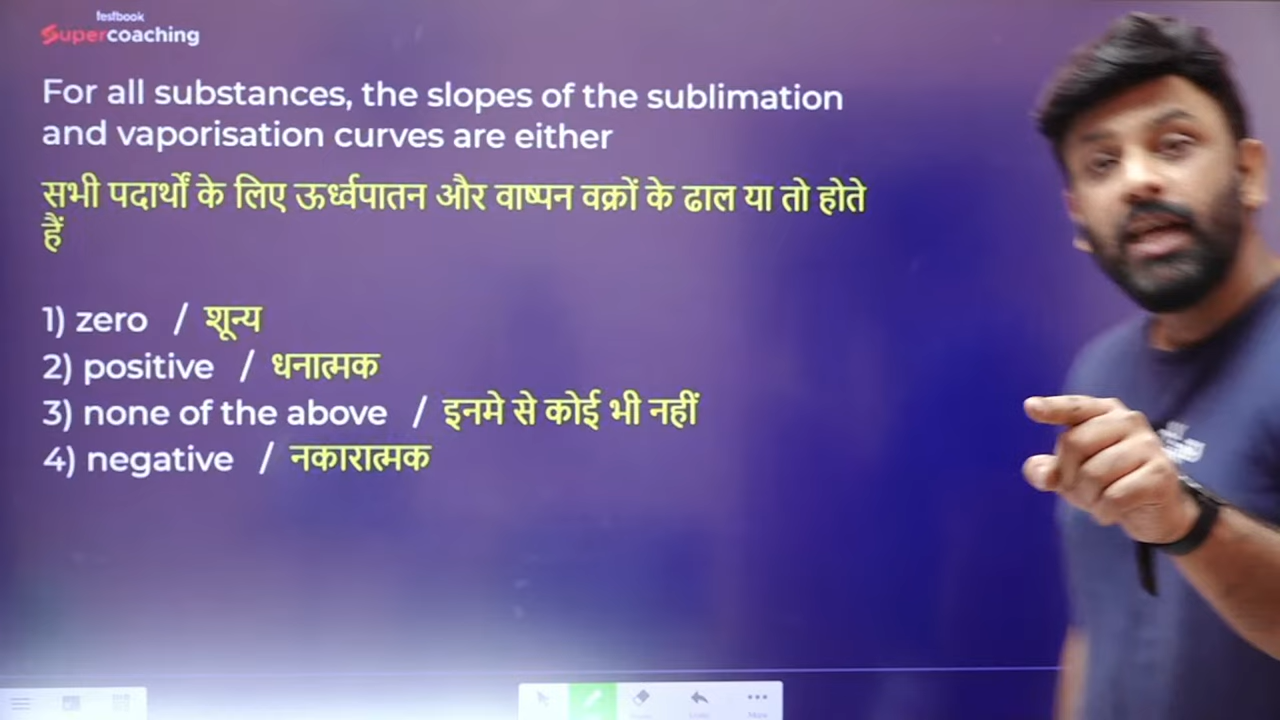 testbook
Supercoaching
For all substances, the slopes of the sublimation
and vaporisation curves are either
सभी पदार्थों के लिए ऊर्ध्वपातन और वाष्पन वक्रों के ढाल या तो होते
हैं
1) zero / शून्य
2) positive / धनात्मक
3) none of the above / इनमे से कोई भी नहीं
4) negative / नकारात्मक